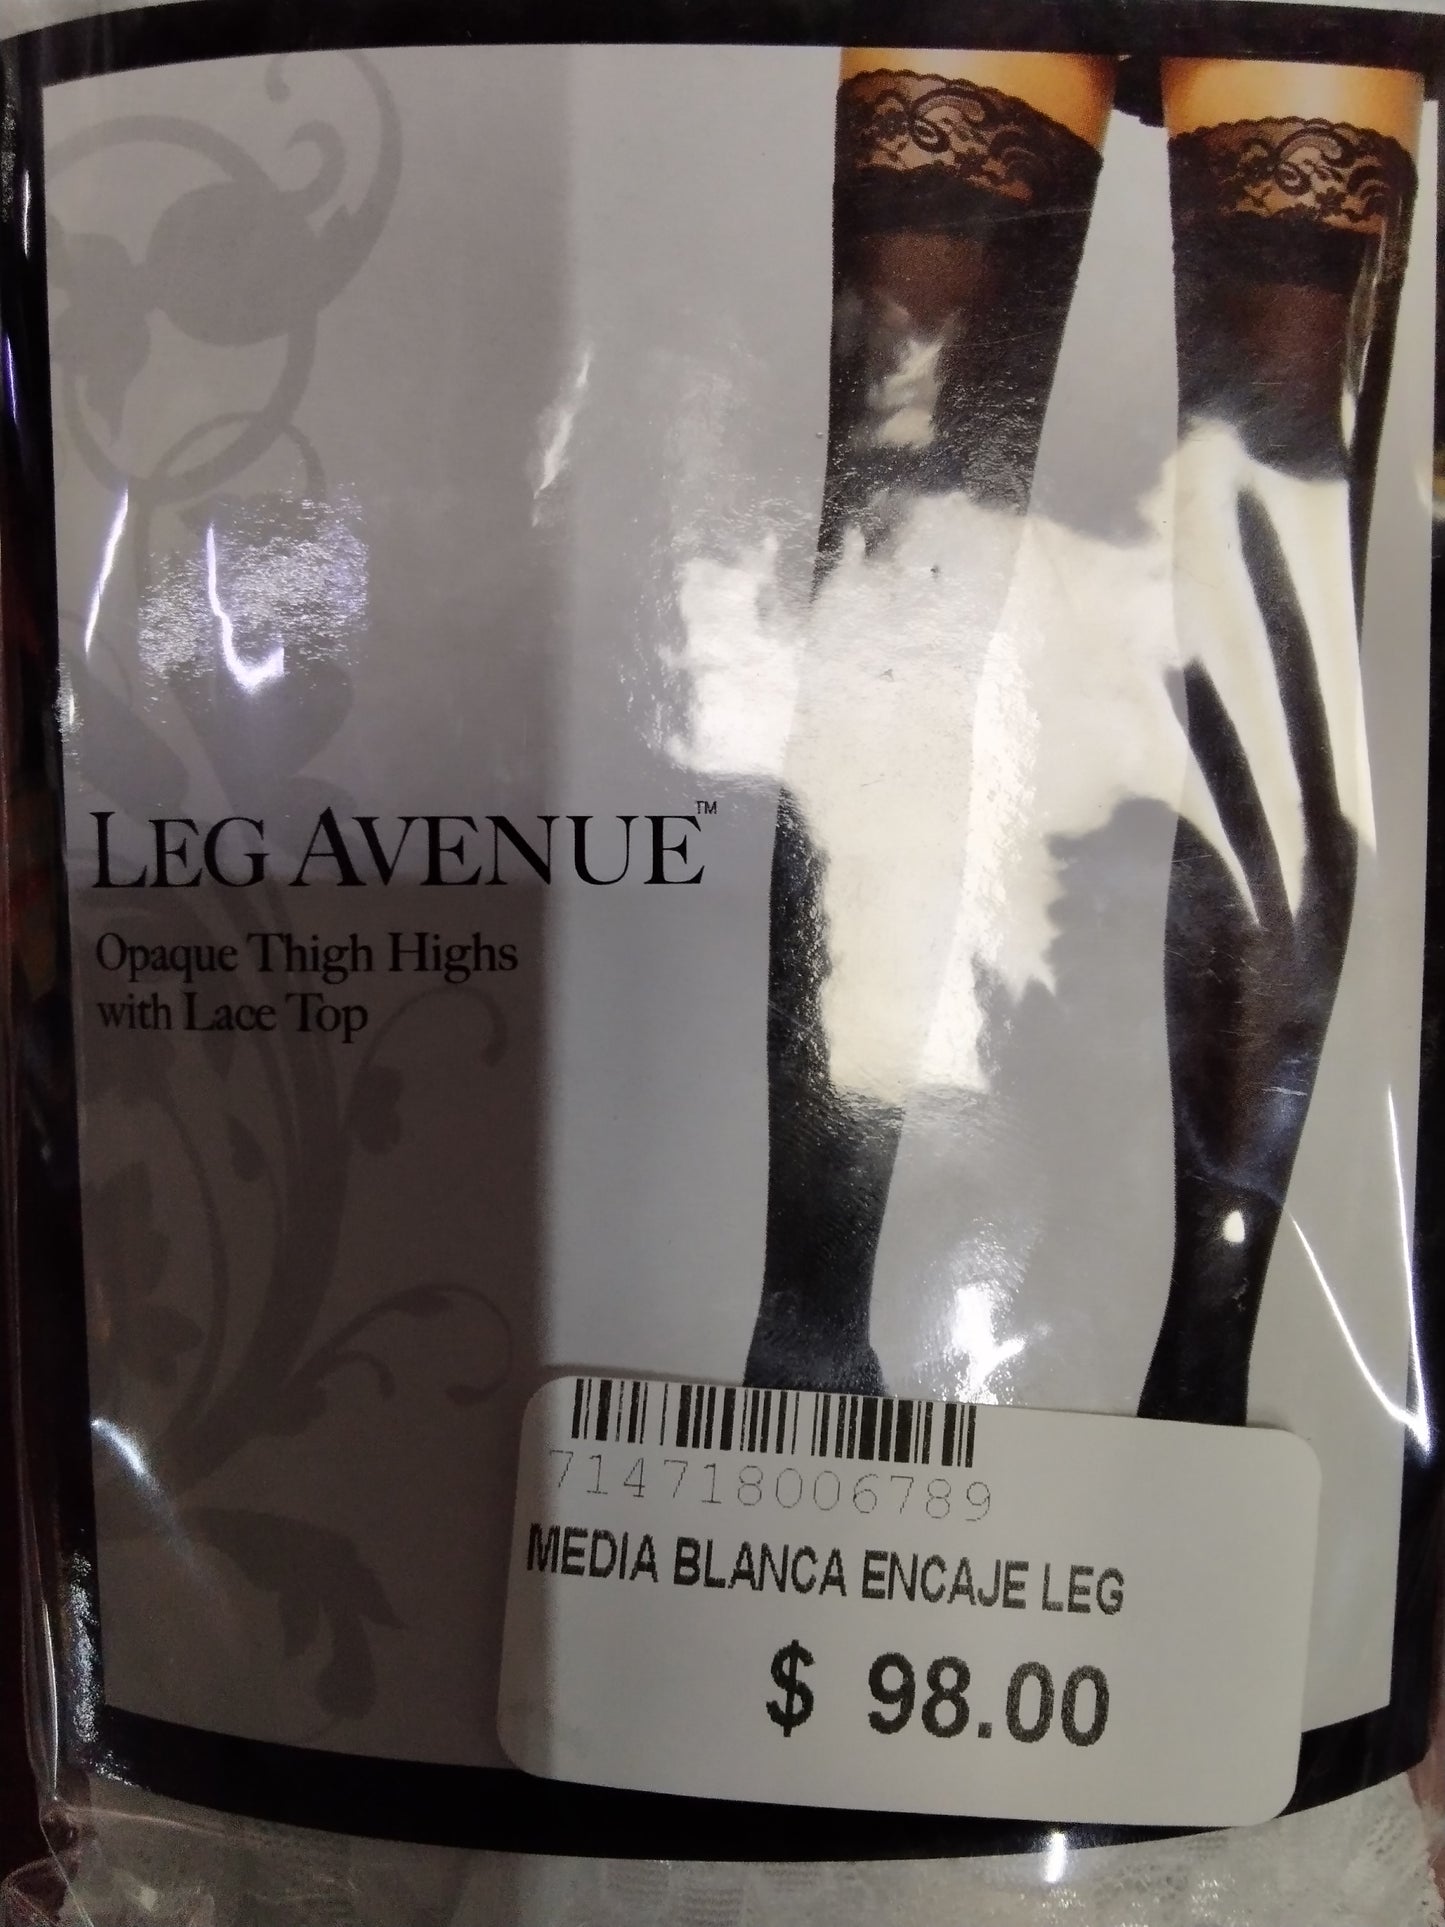 LEG AVENUE™
Opaque Thigh Highs
with Lace Top
714718006789
MEDIA BLANCA ENCAJE LEG
$ 98.00